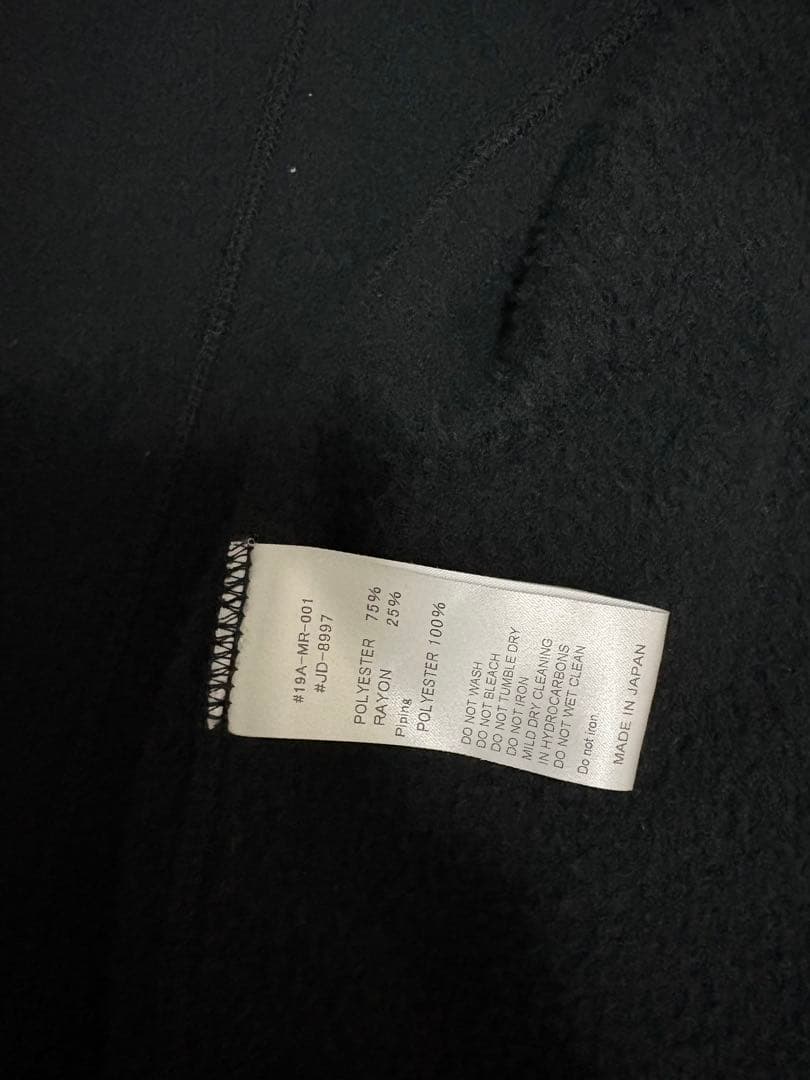 #19A-MR-001
#JD-8997
POLYESTER 75%
RAYON 25%
Piping
POLYESTER 100%
DO NOT WASH
DO NOT BLEACH
DO NOT TUMBLE DRY
DO NOT IRON
MILD DRY CLEANING
IN HYDROCARBONS
DO NOT WET CLEAN
Do not iron
MADE IN JAPAN